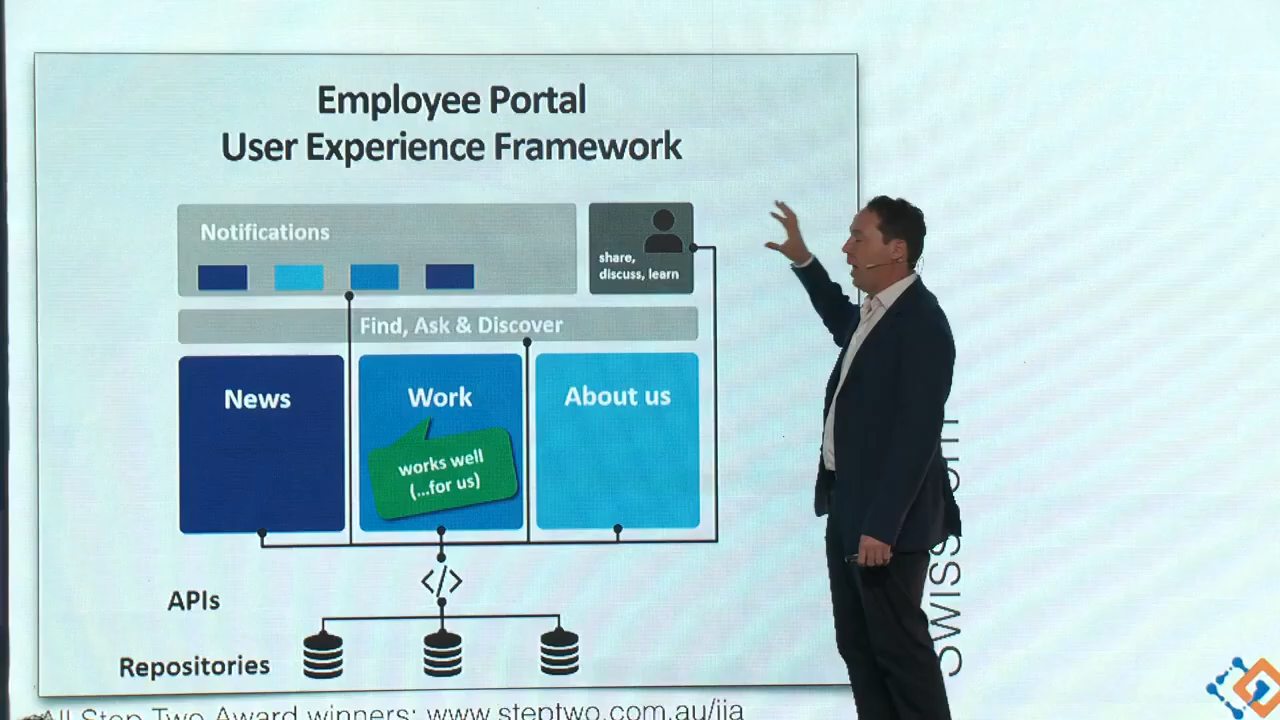 Employee Portal
User Experience Framework
Notifications
share,
discuss, learn
Find, Ask & Discover
News
Work
About us
works well
(...for us)
</>
APIs
Repositories
All Step Two Award winners: www.steptwo.com.au/iia